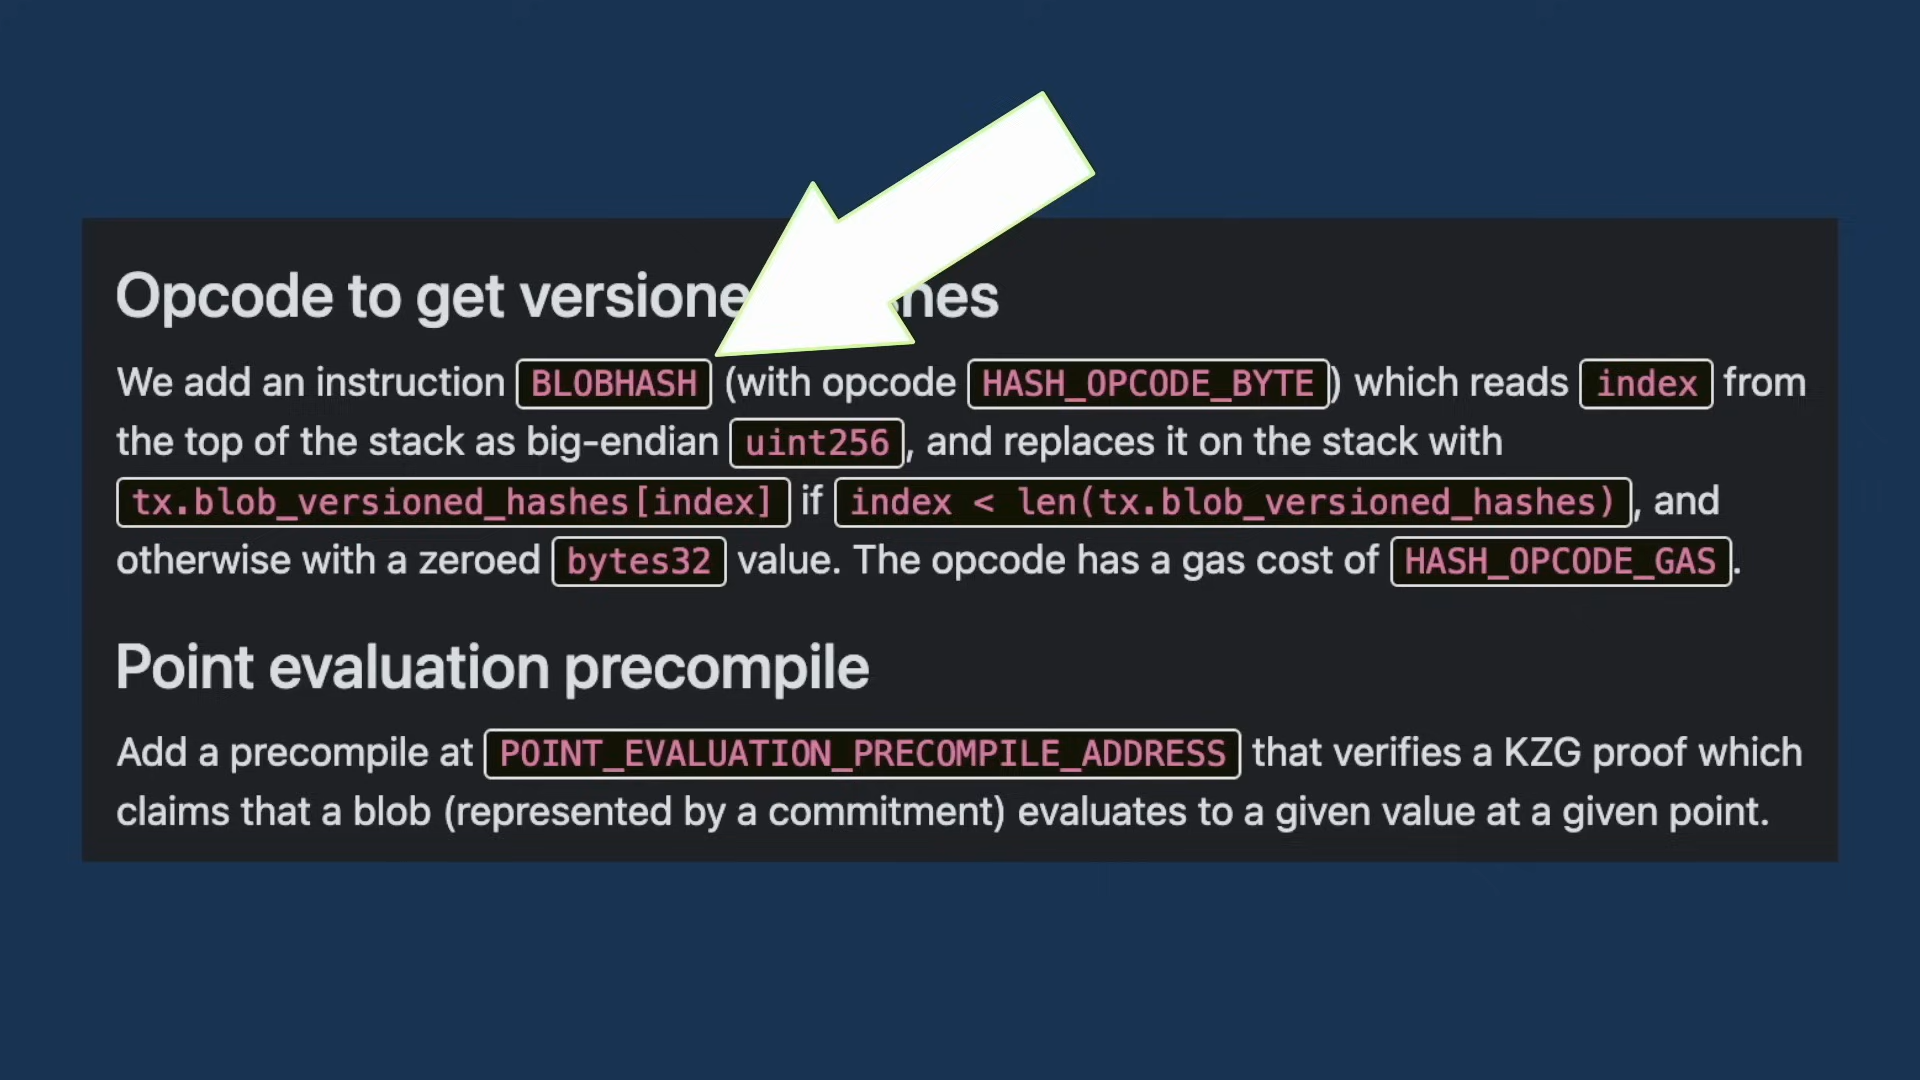 Opcode to get versione hes
We add an instruction BLOBHASH (with opcode HASH_OPCODE_BYTE) which reads index from
the top of the stack as big-endian uint256, and replaces it on the stack with
tx.blob_versioned_hashes[index] if index < len(tx.blob_versioned_hashes), and
otherwise with a zeroed bytes32 value. The opcode has a gas cost of HASH_OPCODE_GAS.
Point evaluation precompile
Add a precompile at POINT_EVALUATION_PRECOMPILE_ADDRESS that verifies a KZG proof which
claims that a blob (represented by a commitment) evaluates to a given value at a given point.